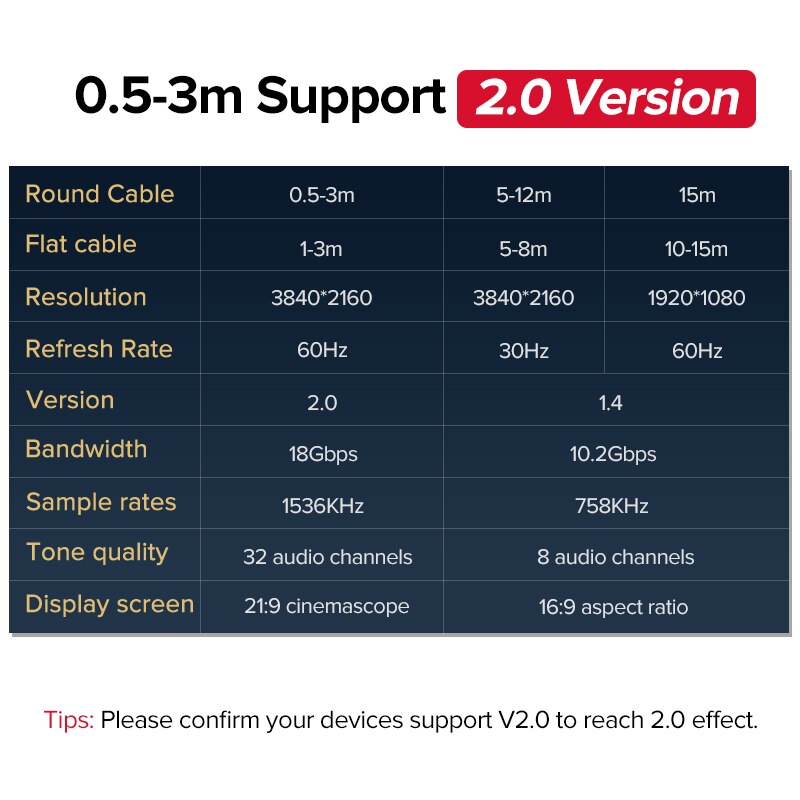 0.5-3m Support 2.0 Version
Round Cable 0.5-3m 5-12m 15m
Flat cable 1-3m 5-8m 10-15m
Resolution 3840*2160 3840*2160 1920*1080
Refresh Rate 60Hz 30Hz 60Hz
Version 2.0 1.4
Bandwidth 18Gbps 10.2Gbps
Sample rates 1536KHz 758KHz
Tone quality 32 audio channels 8 audio channels
Display screen 21:9 cinemascope 16:9 aspect ratio
Tips: Please confirm your devices support V2.0 to reach 2.0 effect.